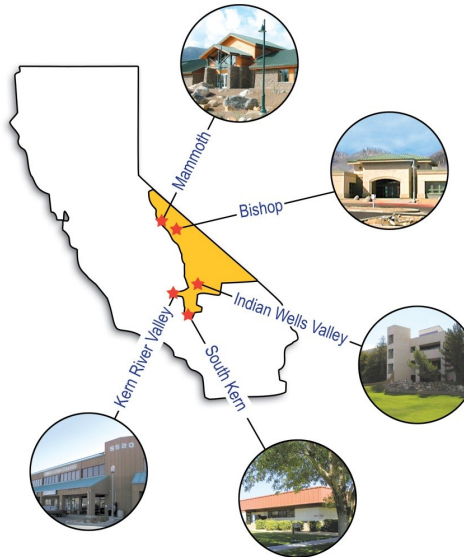 Mammoth
Bishop
Indian Wells Valley
Kern River Valley
South Kern